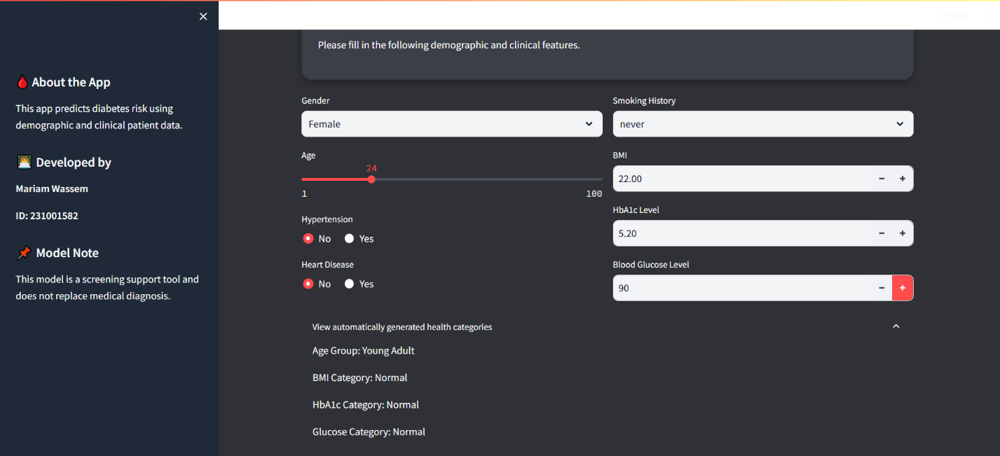 About the App
This app predicts diabetes risk using
demographic and clinical patient data.
Developed by
Mariam Wassem
ID: 231001582
Model Note
This model is a screening support tool and
does not replace medical diagnosis.
Please fill in the following demographic and clinical features.
Gender
Female
Age
24
1 100
Hypertension
No Yes
Heart Disease
No Yes
Smoking History
never
BMI
22.00
HbA1c Level
5.20
Blood Glucose Level
90
View automatically generated health categories
Age Group: Young Adult
BMI Category: Normal
HbA1c Category: Normal
Glucose Category: Normal